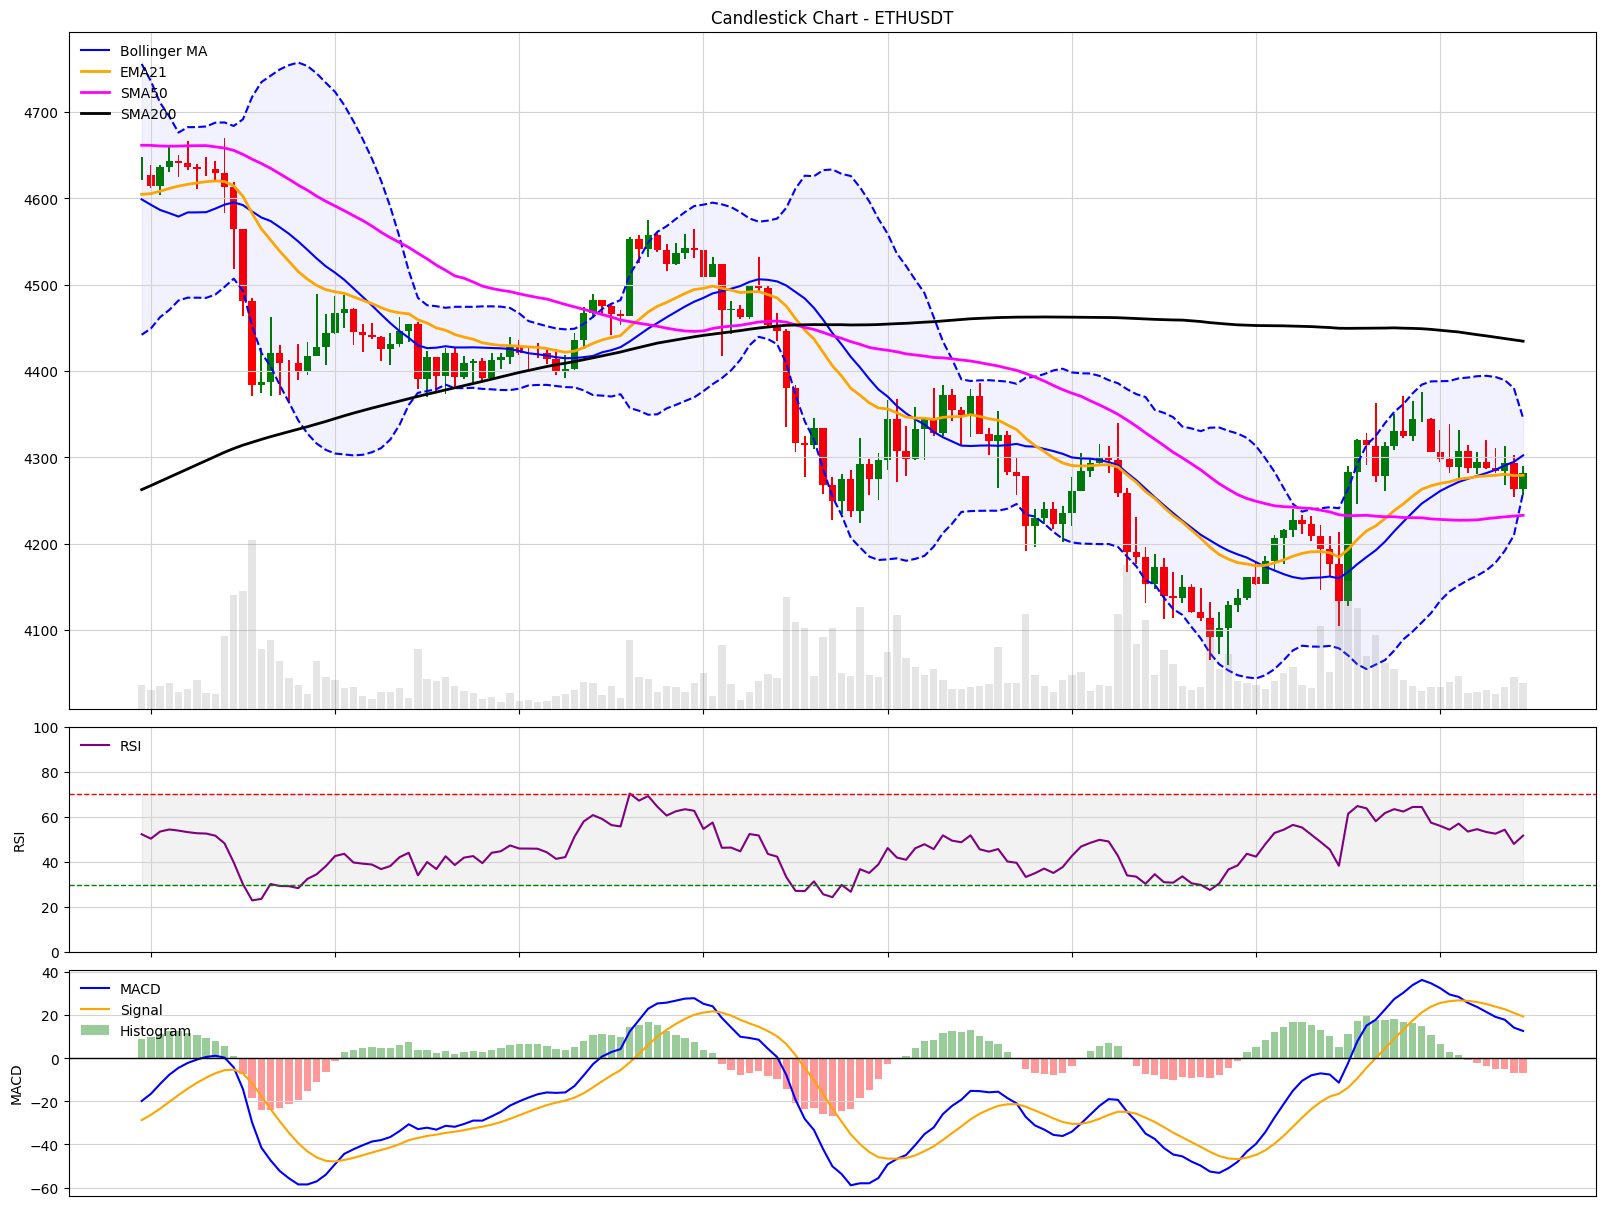 Candlestick Chart - ETHUSDT
Bollinger MA
EMA21
SMA50
SMA200
4700
4600
4500
4400
4300
4200
4100
RSI
100
80
60
40
20
0
RSI
MACD
Signal
Histogram
40
20
0
−20
−40
−60
MACD